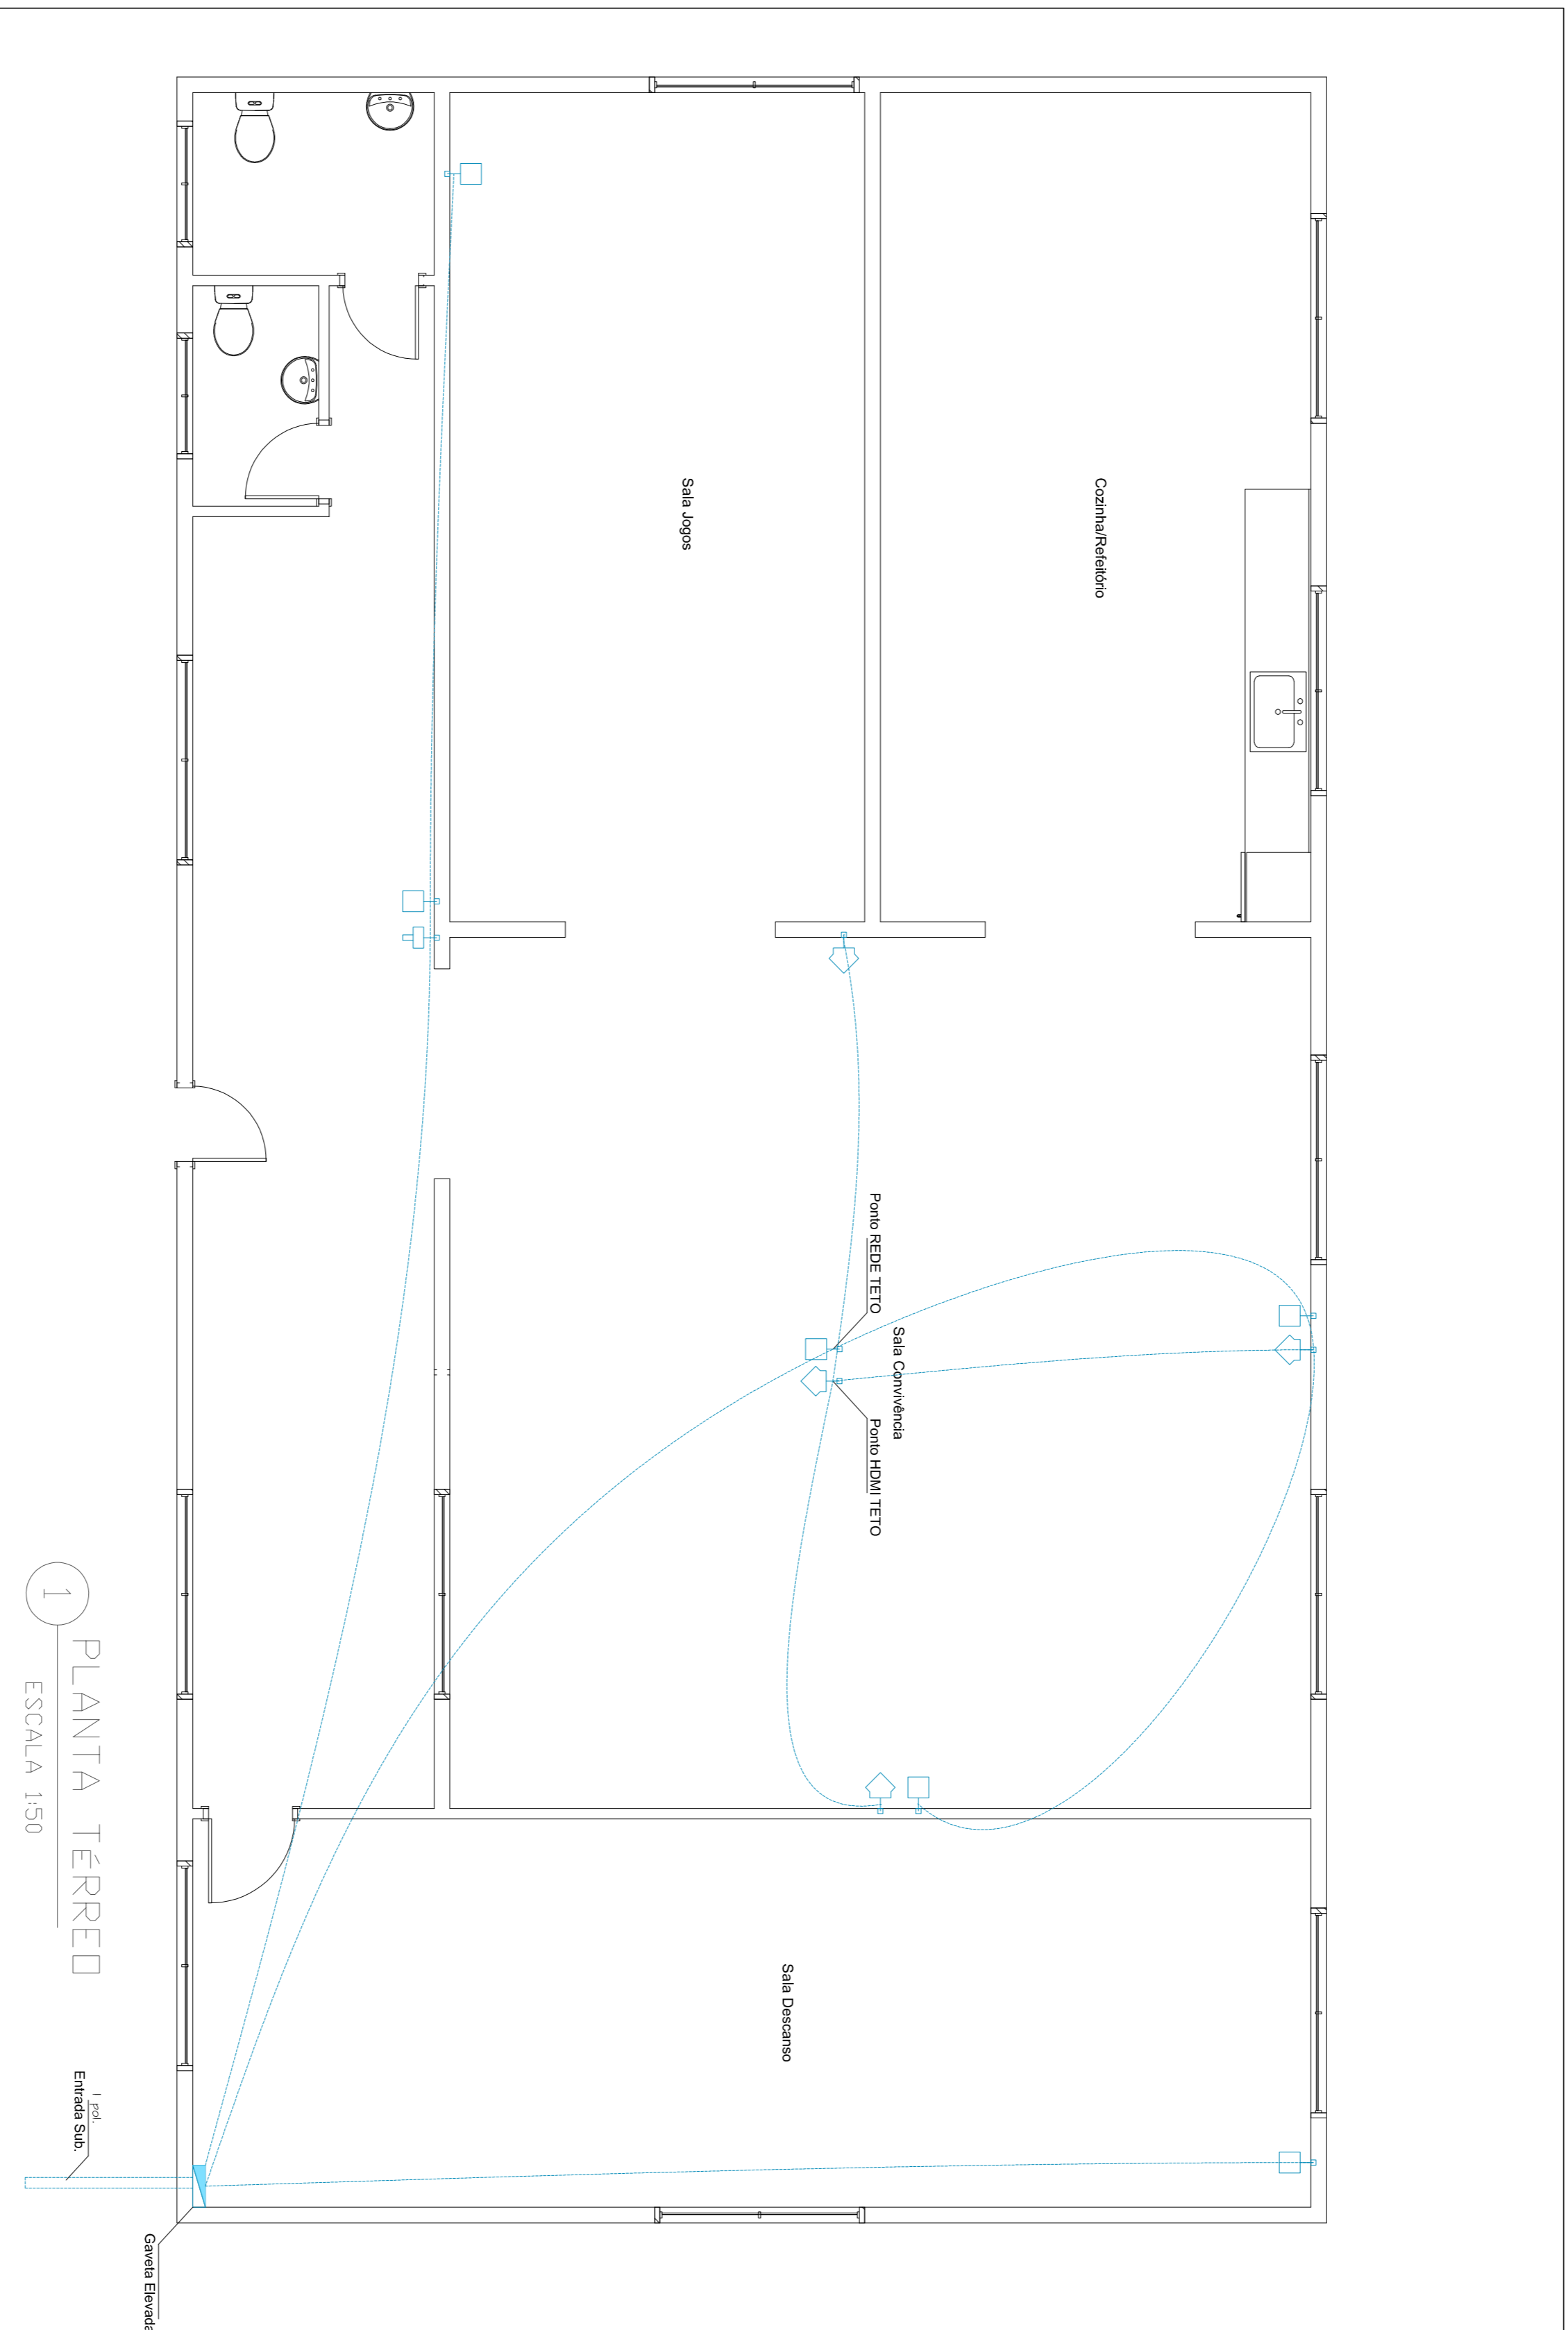 Cozinha/Refeitório
Sala Jogos
Ponto REDE TETO
Sala Convivência
Ponto HDMI TETO
Sala Descanso
1
PLANTA TÉRREO
ESCALA 1:50
1 pol.
Entrada Sub.
Gaveta Elevada